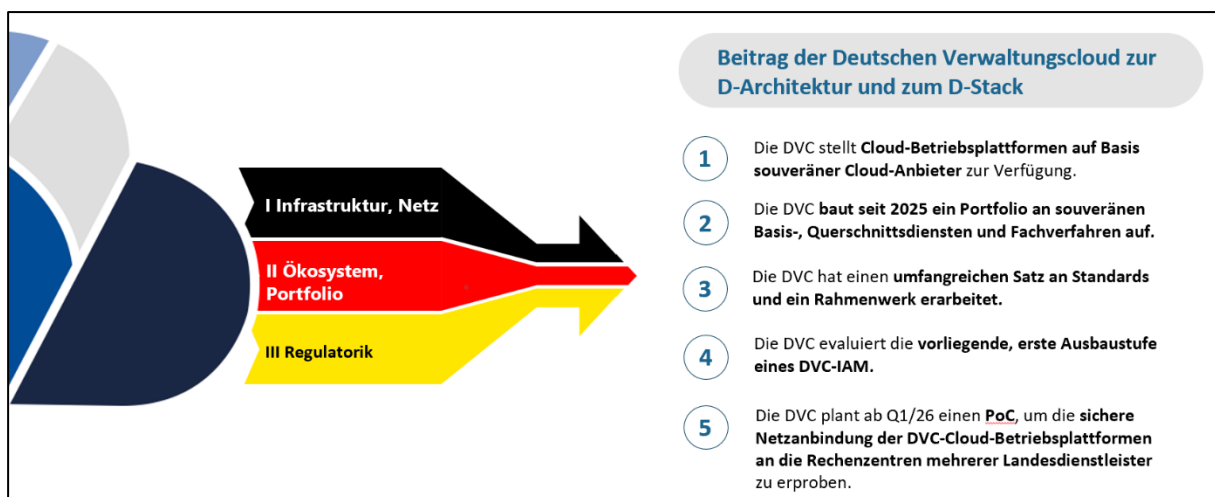 Beitrag der Deutschen Verwaltungscloud zur
D-Architektur und zum D-Stack
I Infrastruktur, Netz
II Ökosystem,
Portfolio
III Regulatorik
1
Die DVC stellt Cloud-Betriebsplattformen auf Basis
souveräner Cloud-Anbieter zur Verfügung.
2
Die DVC baut seit 2025 ein Portfolio an souveränen
Basis-, Querschnittsdiensten und Fachverfahren auf.
3
Die DVC hat einen umfangreichen Satz an Standards
und ein Rahmenwerk erarbeitet.
4
Die DVC evaluiert die vorliegende, erste Ausbaustufe
eines DVC-IAM.
5
Die DVC plant ab Q1/26 einen PoC, um die sichere
Netzanbindung der DVC-Cloud-Betriebsplattformen
an die Rechenzentren mehrerer Landesdienstleister
zu erproben.